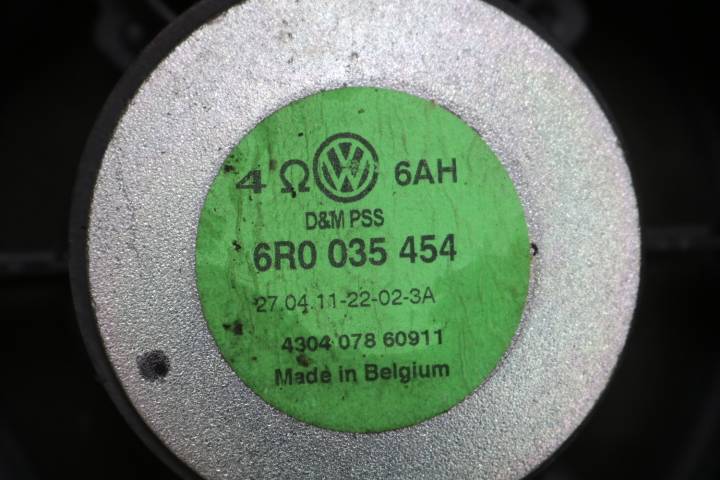 4 Ω VW 6AH
D&M PSS
6R0 035 454
27.04.11-22-02-3A
4304 078 60911
Made in Belgium